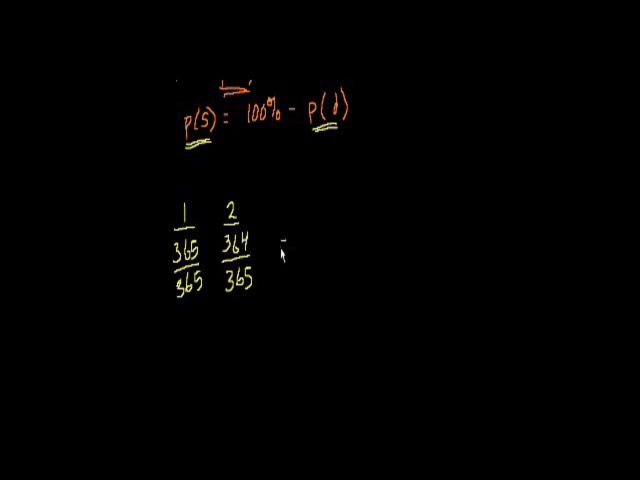 p(s) = 100% - p(d)
1 2
365 364
365 365